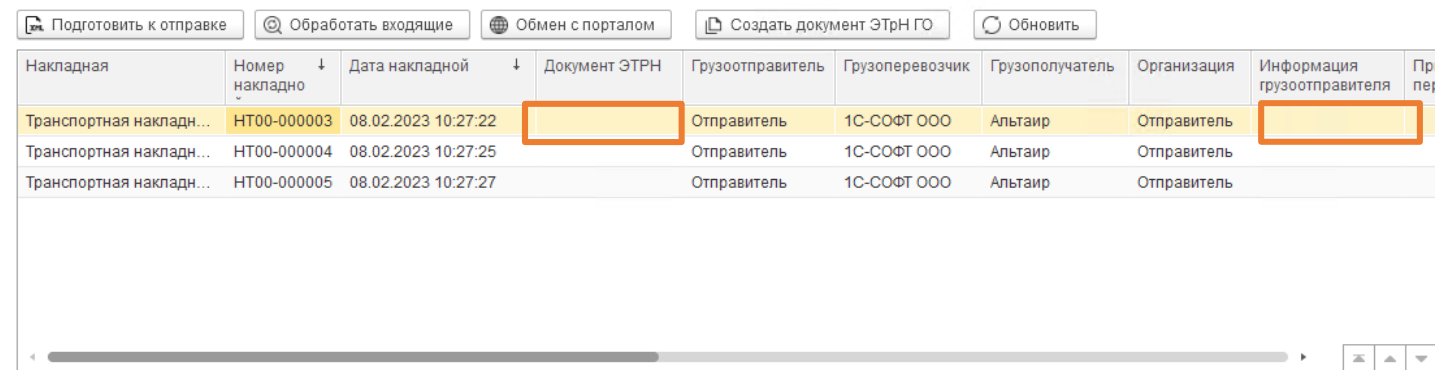 Подготовить к отправке Обработать входящие Обмен с порталом Создать документ ЭТрН ГО Обновить
Накладная Номер накладно Дата накладной Документ ЭТРН Грузоотправитель Грузоперевозчик Грузополучатель Организация Информация грузоотправителя
Транспортная накладн... НТ00-000003 08.02.2023 10:27:22 Отправитель 1С-СОФТ ООО Альтаир Отправитель
Транспортная накладн... НТ00-000004 08.02.2023 10:27:25 Отправитель 1С-СОФТ ООО Альтаир Отправитель
Транспортная накладн... НТ00-000005 08.02.2023 10:27:27 Отправитель 1С-СОФТ ООО Альтаир Отправитель